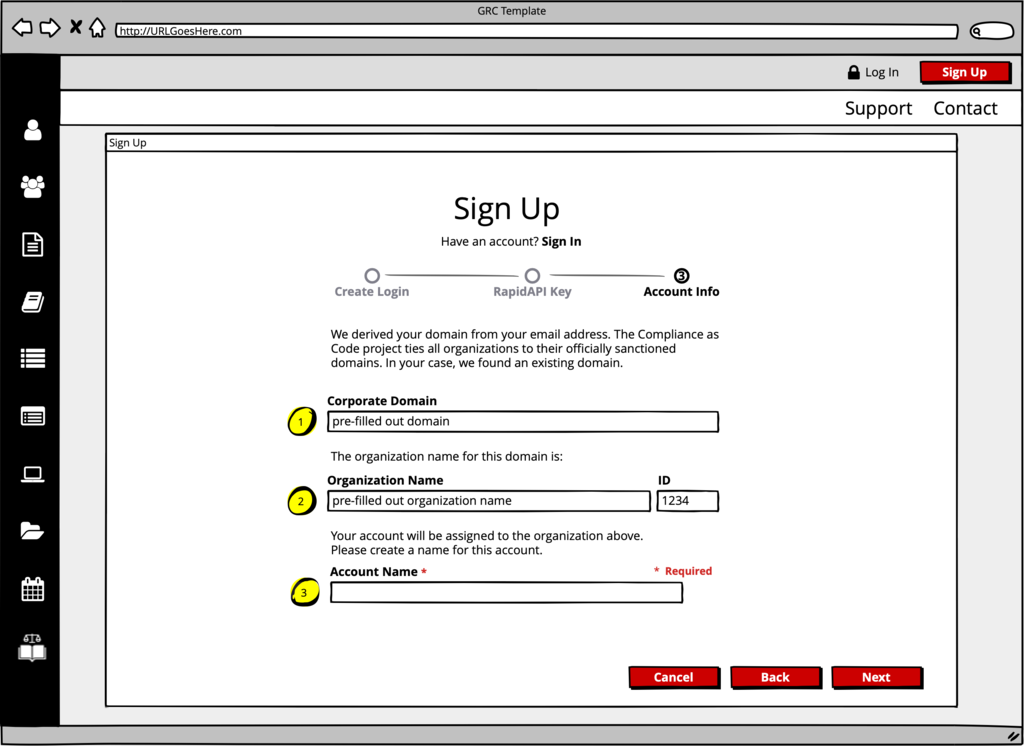 GRC Template
http://URLGoesHere.com
Log In
Sign Up
Support
Contact
Sign Up
Sign Up
Have an account? Sign In
3
Create Login
RapidAPI Key
Account Info
We derived your domain from your email address. The Compliance as
Code project ties all organizations to their officially sanctioned
domains. In your case, we found an existing domain.
Corporate Domain
1
pre-filled out domain
The organization name for this domain is:
Organization Name
ID
2
pre-filled out organization name
1234
Your account will be assigned to the organization above.
Please create a name for this account.
Account Name *
* Required
3
Cancel
Back
Next